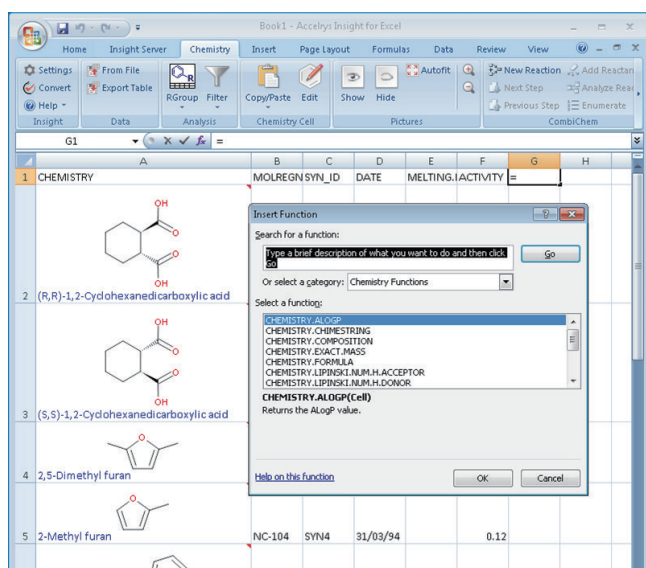 Book1 - Accelrys Insight for Excel
Home Insight Server Chemistry Insert Page Layout Formulas Data Review View
Settings From File New Reaction Add Reactan
Convert Export Table Next Step Analyze Reac
Help RGroup Filter Copy/Paste Edit Show Hide Autofit Previous Step Enumerate
Insight Data Analysis Chemistry Cell Pictures CombiChem
G1 fx =
A B C D E F G H
1 CHEMISTRY MOLREGN SYN_ID DATE MELTING.I ACTIVITY =
OH
O
O
OH
2 (R,R)-1,2-Cyclohexanedicarboxylic acid
OH
O
O
OH
3 (S,S)-1,2-Cyclohexanedicarboxylic acid
O
4 2,5-Dimethyl furan
O
5 2-Methyl furan NC-104 SYN4 31/03/94 0.12
Insert Function
Search for a function:
Type a brief description of what you want to do and then click
Go
Go
Or select a category: Chemistry Functions
Select a function:
CHEMISTRY.ALOGP
CHEMISTRY.CHIMESTRING
CHEMISTRY.COMPOSITION
CHEMISTRY.EXACT.MASS
CHEMISTRY.FORMULA
CHEMISTRY.LIPINSKI.NUM.H.ACCEPTOR
CHEMISTRY.LIPINSKI.NUM.H.DONOR
CHEMISTRY.ALOGP(Cell)
Returns the ALogP value.
Help on this function
OK Cancel